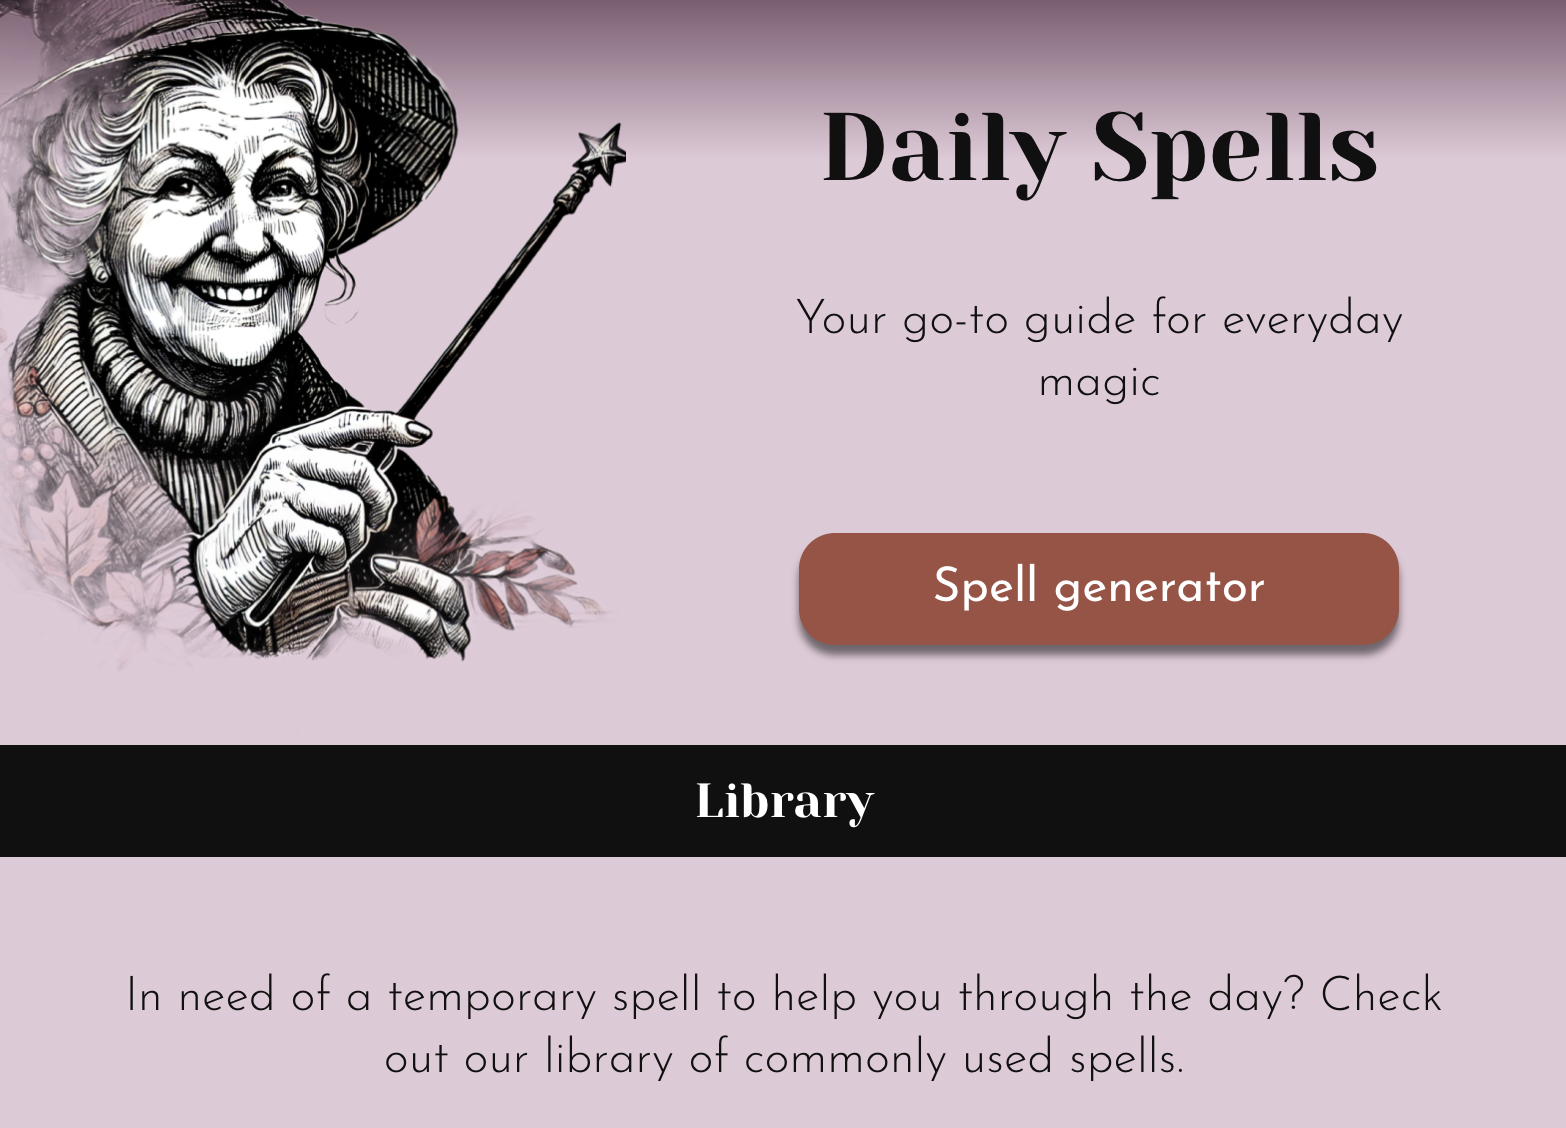 Daily Spells
Your go-to guide for everyday
magic
Spell generator
Library
In need of a temporary spell to help you through the day? Check
out our library of commonly used spells.